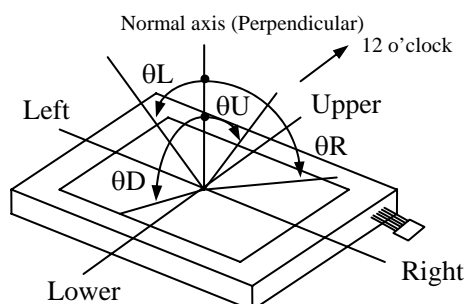 Normal axis (Perpendicular)
12 o’clock
θL
θU
Left
Upper
θR
θD
Lower
Right